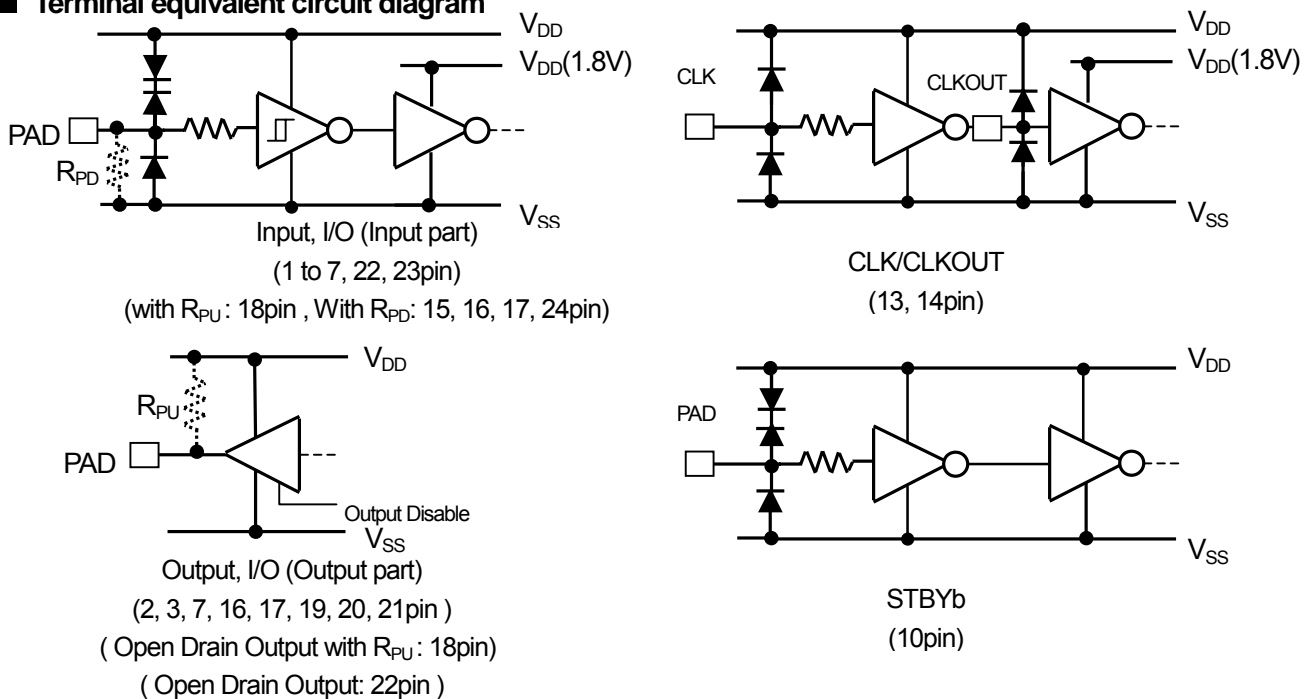 ■ Terminal equivalent circuit diagram
VDD
VDD(1.8V)
PAD
RPD
VSS
Input, I/O (Input part)
(1 to 7, 22, 23pin)
(with RPU : 18pin , With RPD: 15, 16, 17, 24pin)
VDD
CLK
CLKOUT
VDD(1.8V)
VSS
CLK/CLKOUT
(13, 14pin)
VDD
RPU
PAD
Output Disable
VSS
Output, I/O (Output part)
(2, 3, 7, 16, 17, 19, 20, 21pin )
( Open Drain Output with RPU : 18pin)
( Open Drain Output: 22pin )
VDD
PAD
VSS
STBYb
(10pin)